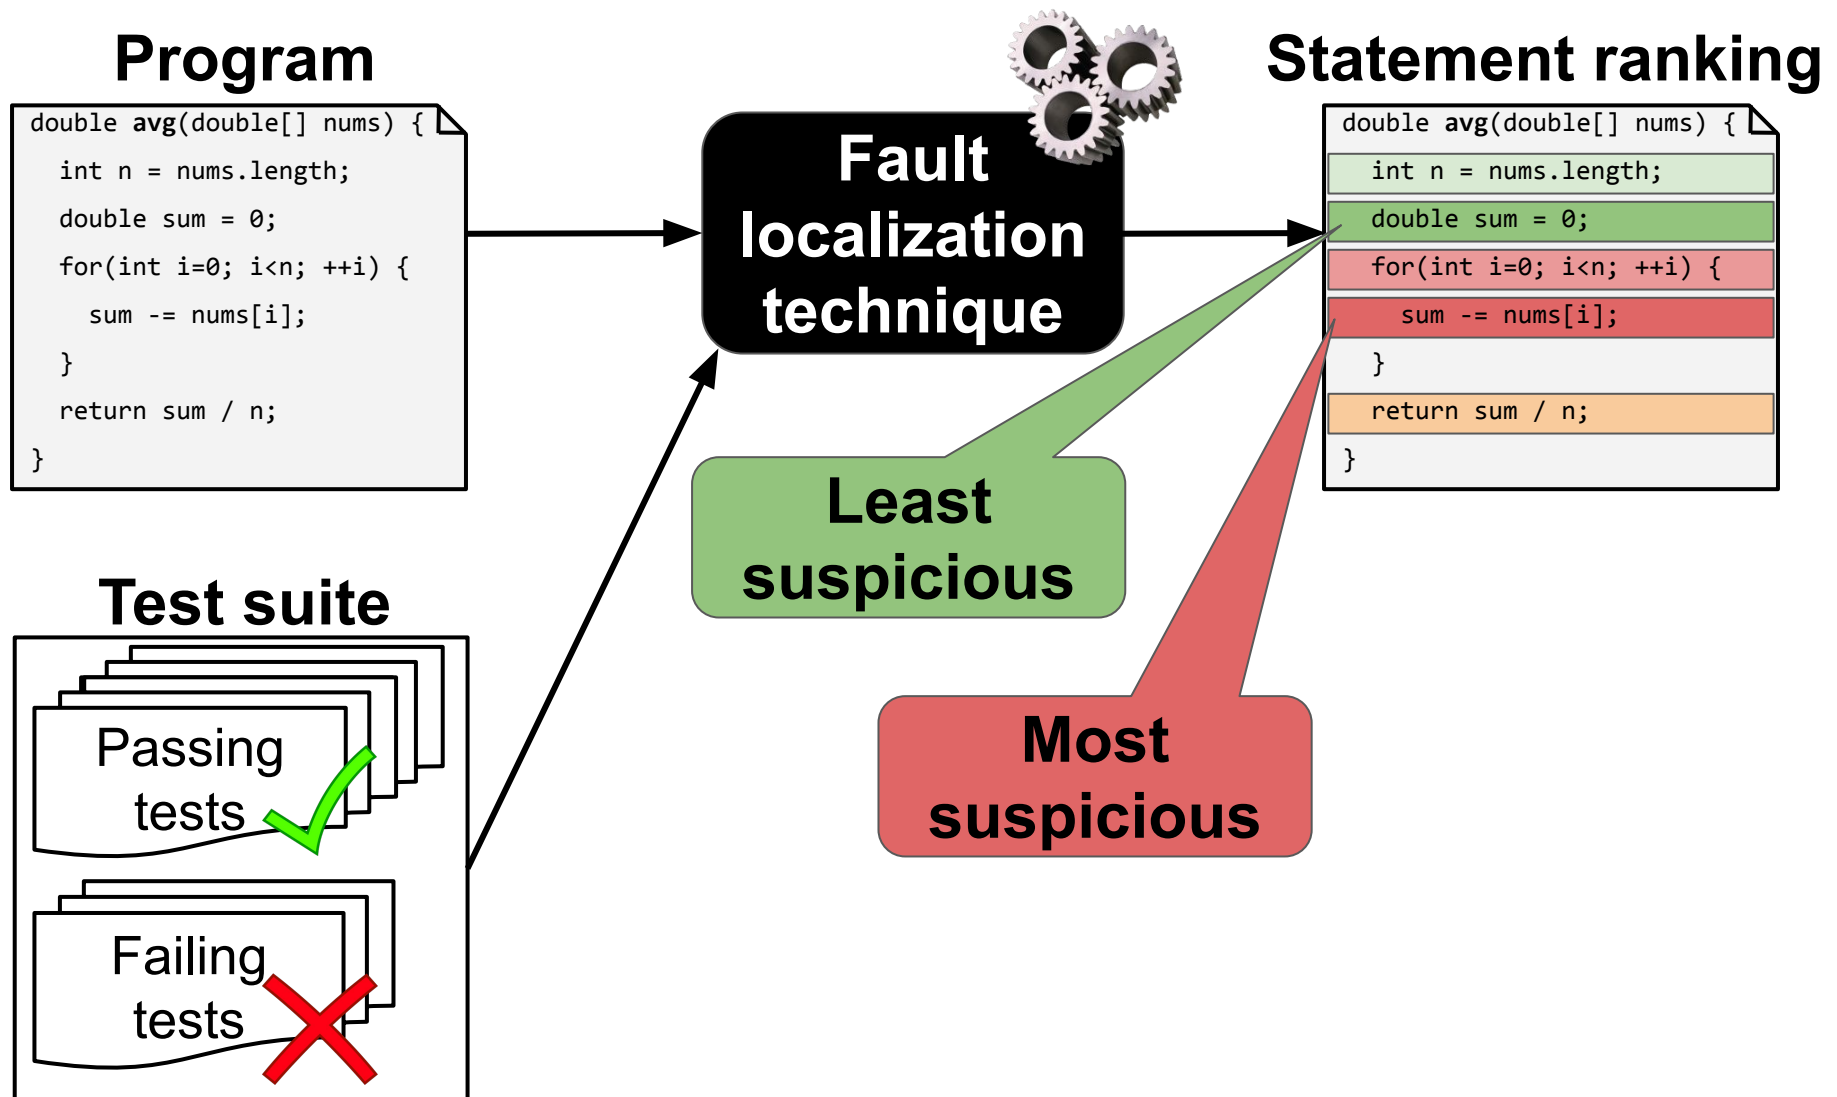 Program
double avg(double[] nums) {
int n = nums.length;
double sum = 0;
for(int i=0; i<n; ++i) {
sum -= nums[i];
}
return sum / n;
}
Test suite
Passing
tests
Failing
tests
Fault
localization
technique
Least
suspicious
Most
suspicious
Statement ranking
double avg(double[] nums) {
int n = nums.length;
double sum = 0;
for(int i=0; i<n; ++i) {
sum -= nums[i];
}
return sum / n;
}